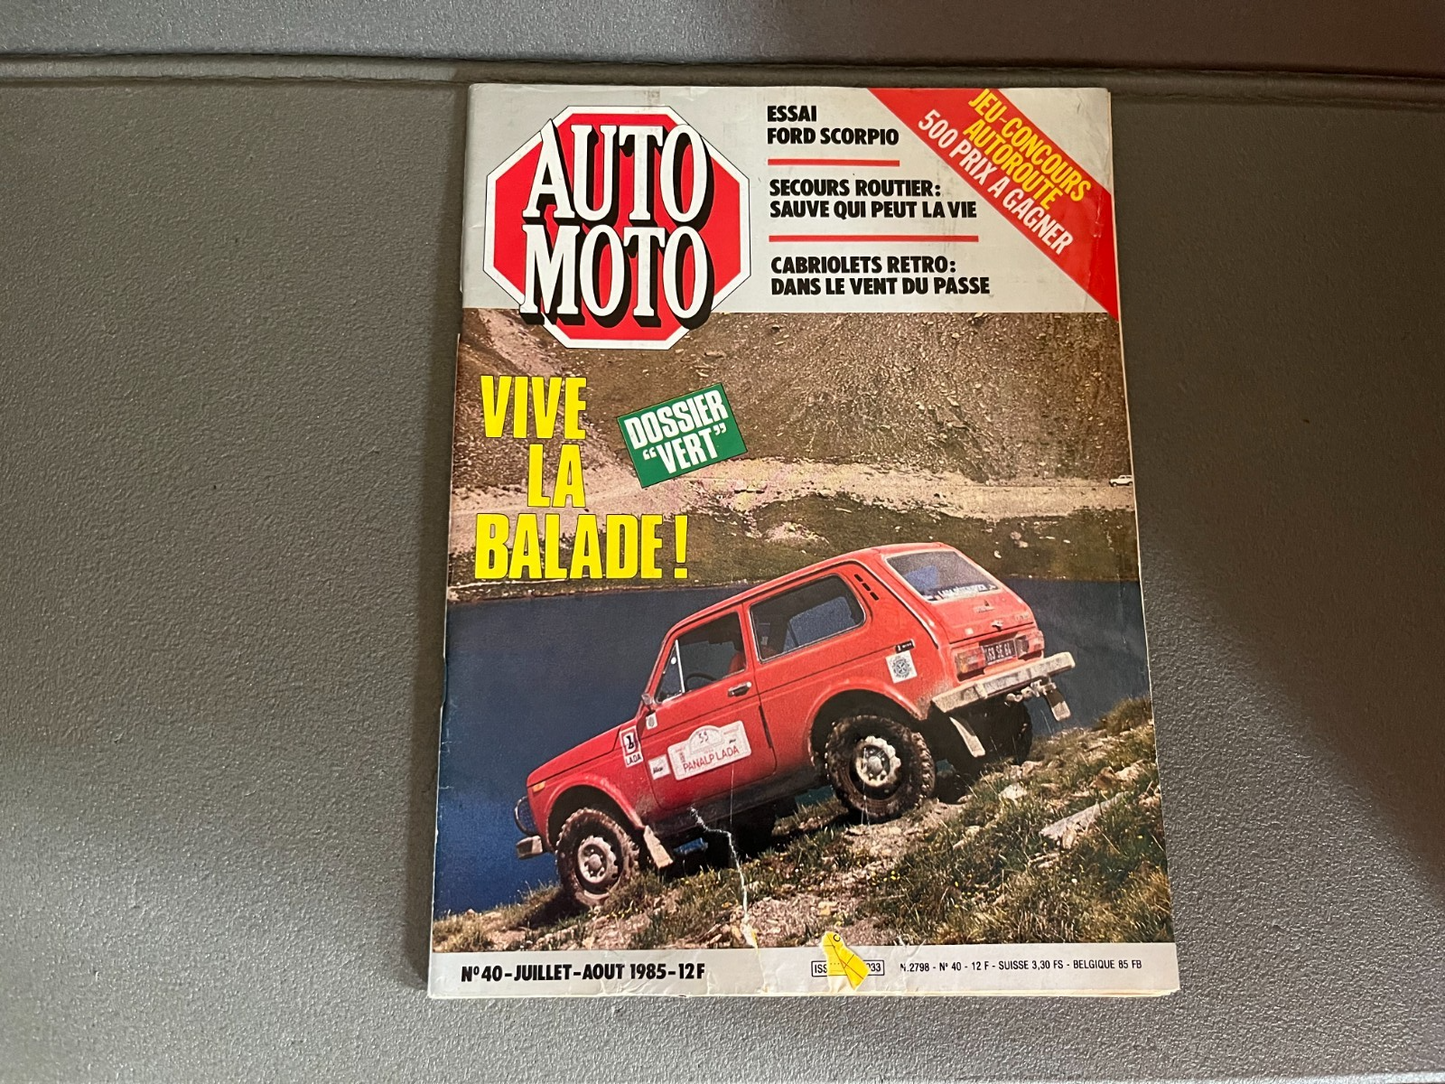 AUTO
MOTO
ESSAI
FORD SCORPIO
SECOURS ROUTIER:
SAUVE QUI PEUT LA VIE
CABRIOLETS RETRO:
DANS LE VENT DU PASSE
JEU-CONCOURS
AUTOROUTE
500 PRIX A GAGNER
VIVE
LA
BALADE!
DOSSIER
"VERT"
LADA
PANALP LADA
N° 40-JUILLET-AOUT 1985-12F
ISS
N.2798 - N° 40 - 12 F - SUISSE 3,30 FS - BELGIQUE 85 FB